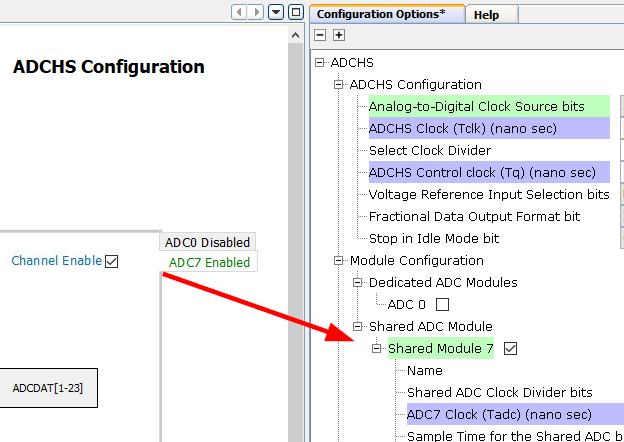 Configuration Options*
Help
ADCHS Configuration
ADC0 Disabled
Channel Enable
ADC7 Enabled
ADCDAT[1-23]
ADCHS
ADCHS Configuration
Analog-to-Digital Clock Source bits
ADCHS Clock (Tclk) (nano sec)
Select Clock Divider
ADCHS Control clock (Tq) (nano sec)
Voltage Reference Input Selection bits
Fractional Data Output Format bit
Stop in Idle Mode bit
Module Configuration
Dedicated ADC Modules
ADC 0
Shared ADC Module
Shared Module 7
Name
Shared ADC Clock Divider bits
ADC7 Clock (Tadc) (nano sec)
Sample Time for the Shared ADC b